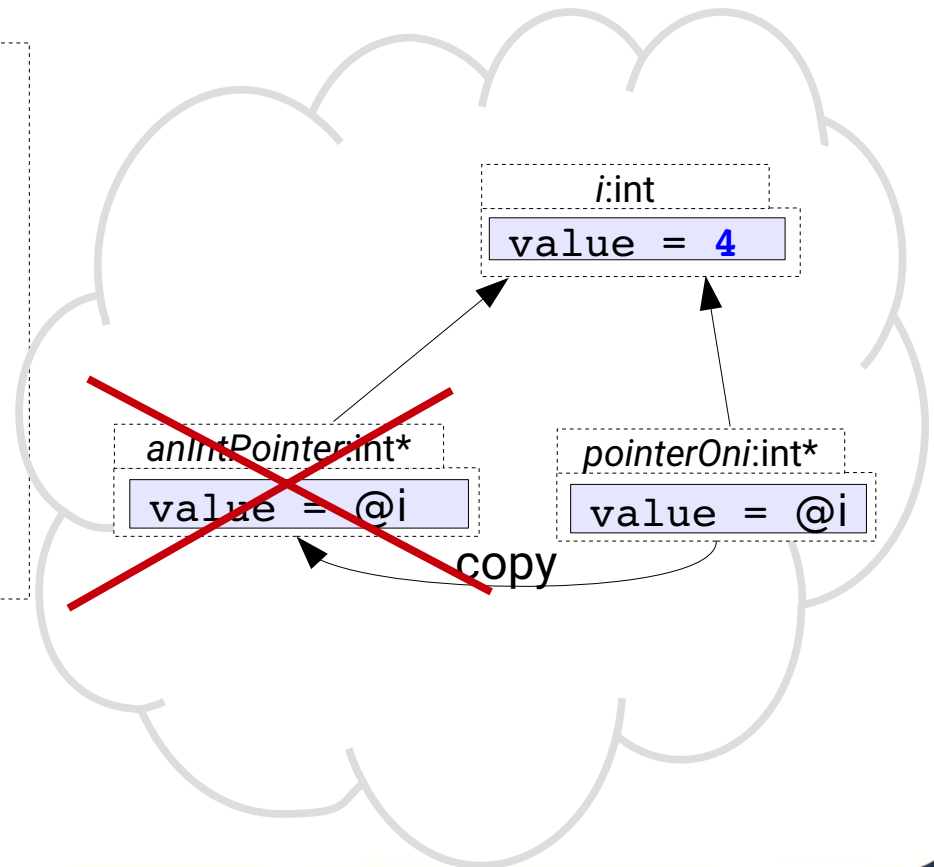 i:int
value = 4
anIntPointer:int*
value = @i
pointerOni:int*
value = @i
copy